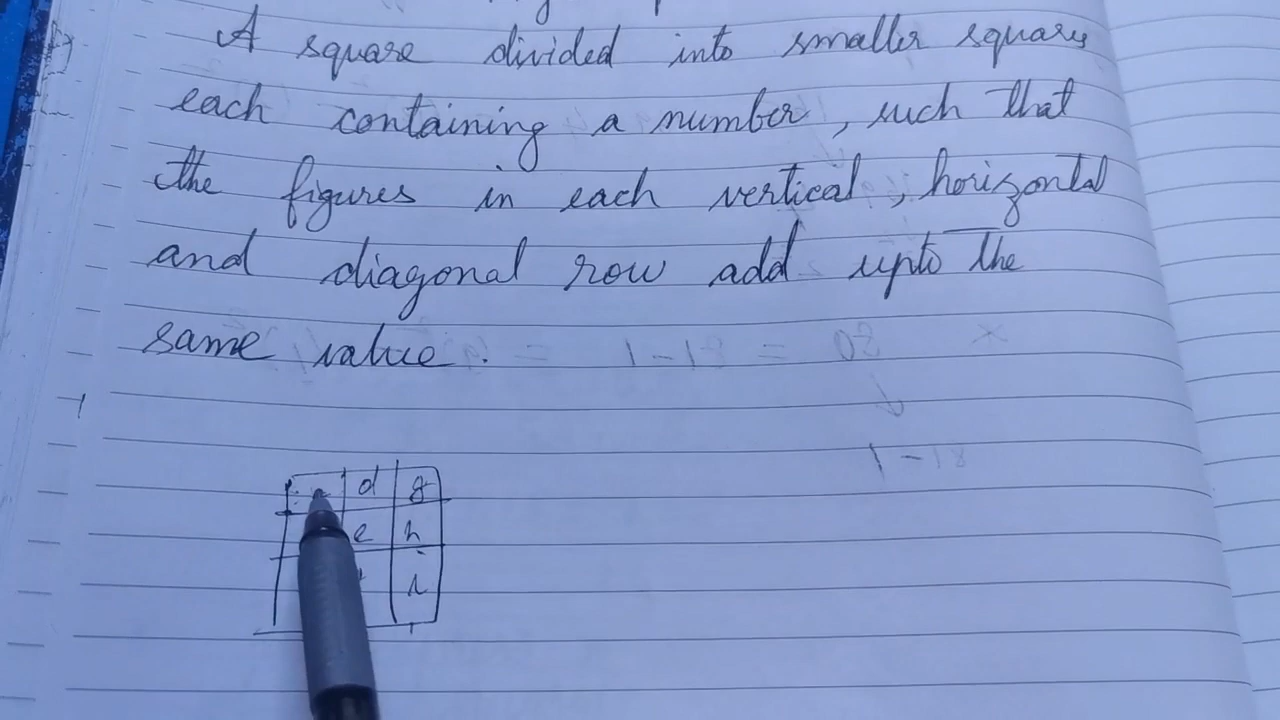 A square divided into smaller squares
each containing a number, such that
the figures in each vertical, horizontal
and diagonal row add upto the
same value.
d g
e h
i